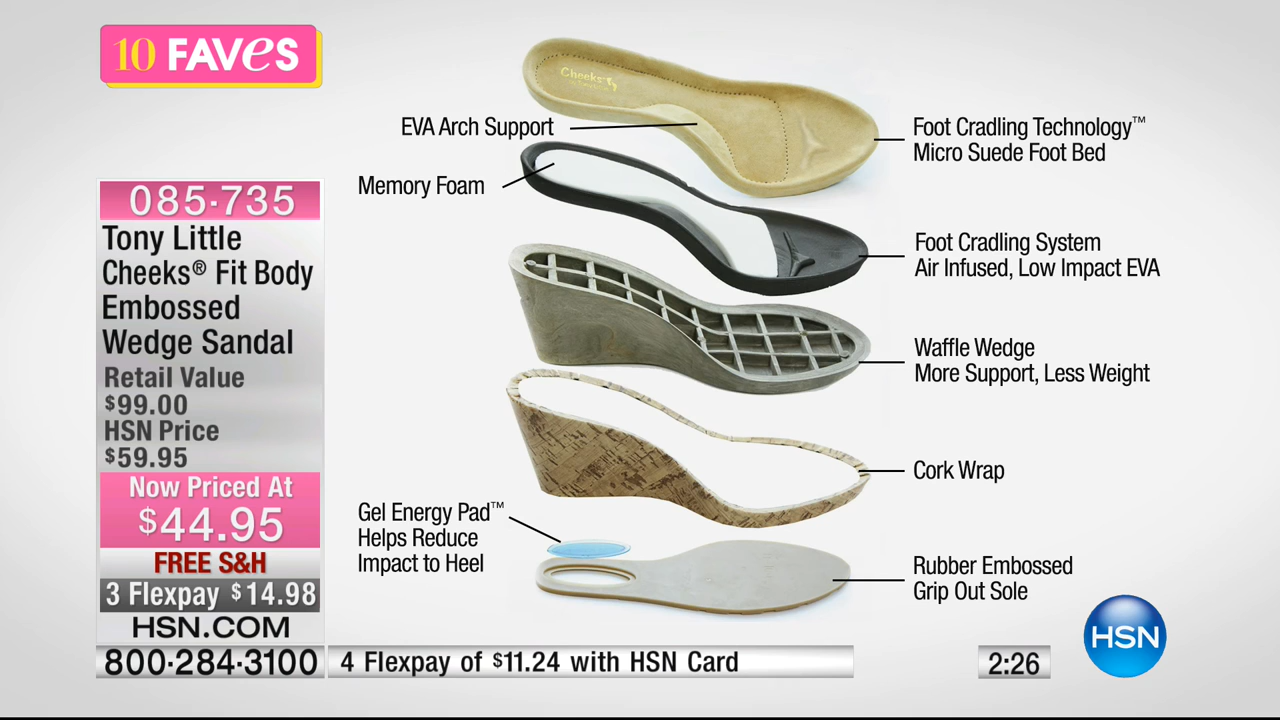 10 FAVeS
085·735
Tony Little
Cheeks® Fit Body
Embossed
Wedge Sandal
Retail Value
$99.00
HSN Price
$59.95
Now Priced At
$44.95
FREE S&H
3 Flexpay $14.98
HSN.COM
800·284·3100
4 Flexpay of $11.24 with HSN Card
2:26
HSN
Cheeks
EVA Arch Support
Memory Foam
Foot Cradling Technology™
Micro Suede Foot Bed
Foot Cradling System
Air Infused, Low Impact EVA
Waffle Wedge
More Support, Less Weight
Cork Wrap
Gel Energy Pad™
Helps Reduce
Impact to Heel
Rubber Embossed
Grip Out Sole